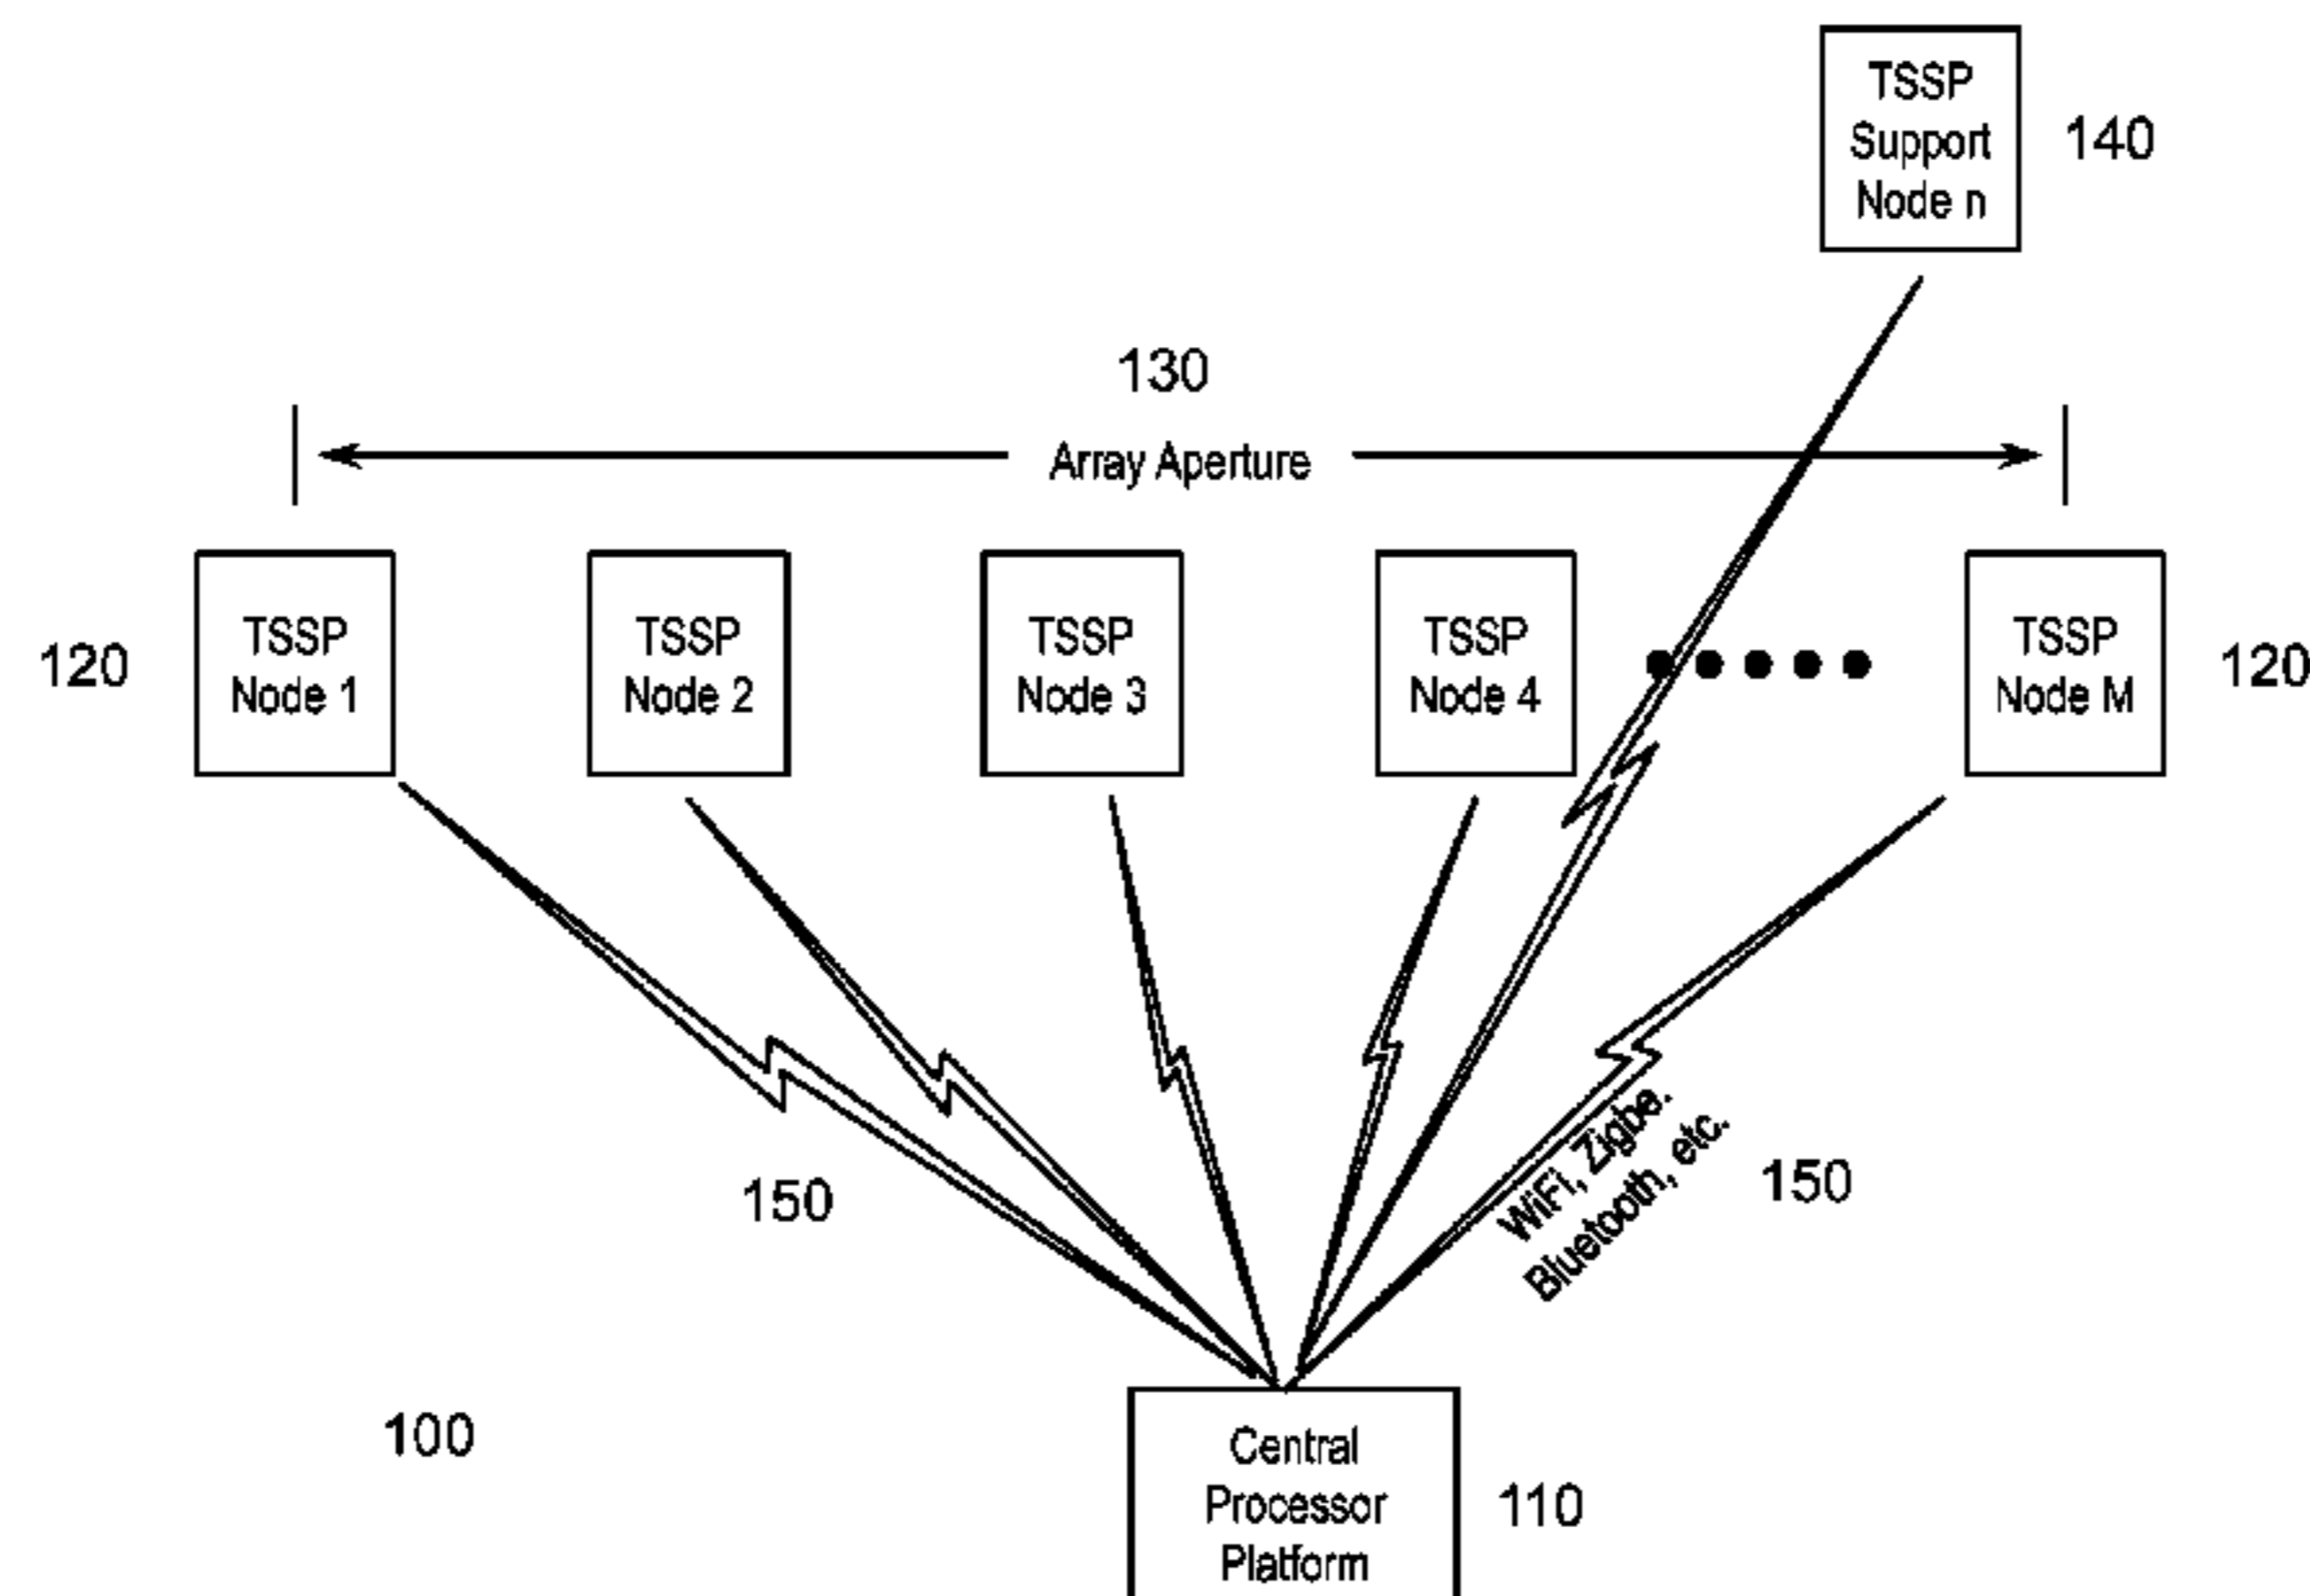 TSSP
Support
Node n
140
130
Array Aperture
120
TSSP
Node 1
TSSP
Node 2
TSSP
Node 3
TSSP
Node 4
TSSP
Node M
120
150
WiFi, Zigbe.
Bluetooth, etc.
150
100
Central
Processor
Platform
110